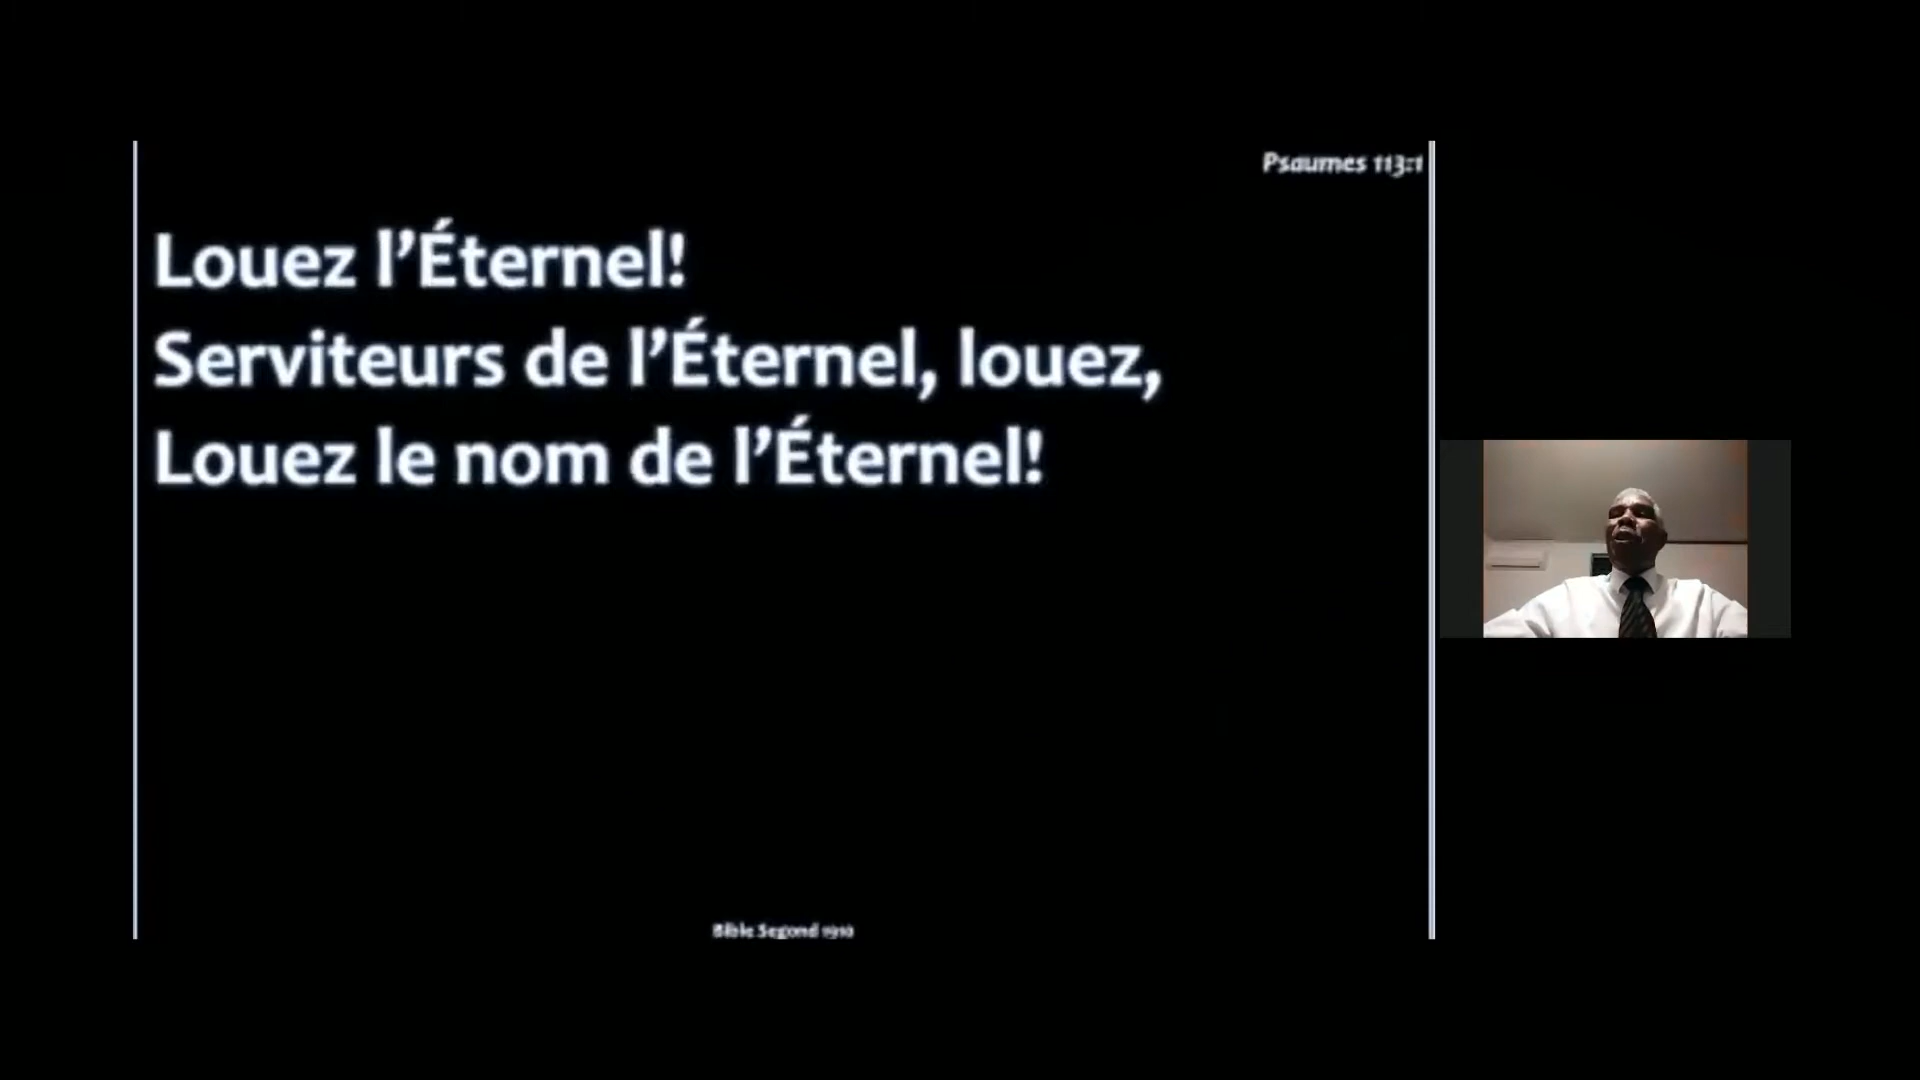 Psaumes 113:1
Louez l’Éternel!
Serviteurs de l’Éternel, louez,
Louez le nom de l’Éternel!
Bible Segond 1910